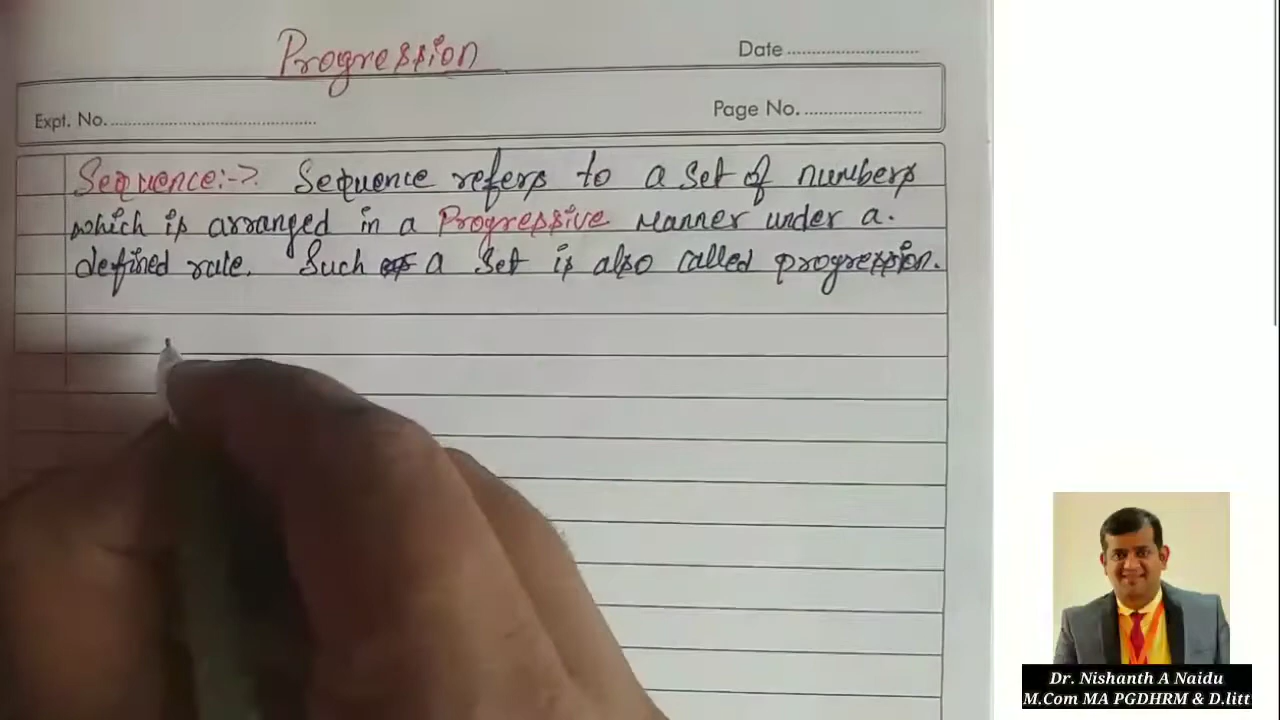 Progression
Date
Expt. No.
Page No.
Sequence:-> Sequence refers to a set of numbers
which is arranged in a Progressive manner under a.
defined rule. Such a set is also called progression.
Dr. Nishanth A Naidu
M.Com MA PGDHRM & D.litt